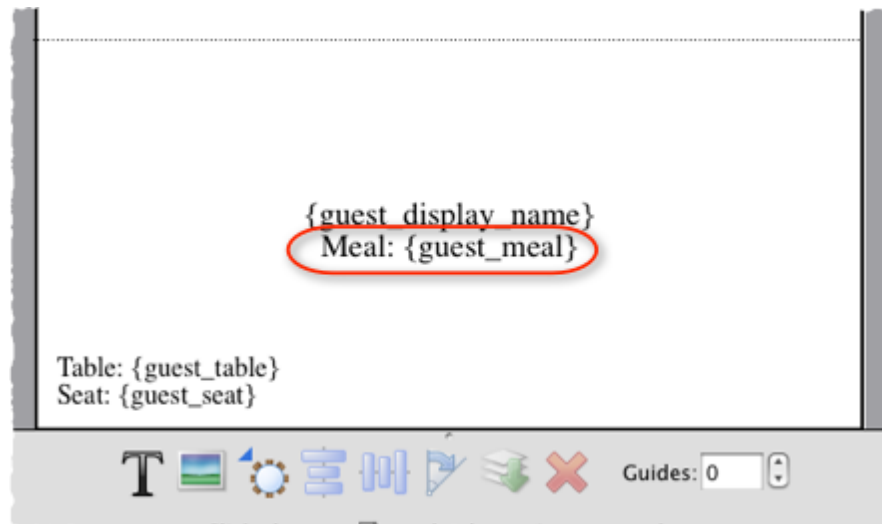 {guest_display_name}
Meal: {guest_meal}
Table: {guest_table}
Seat: {guest_seat}
T
Guides: 0